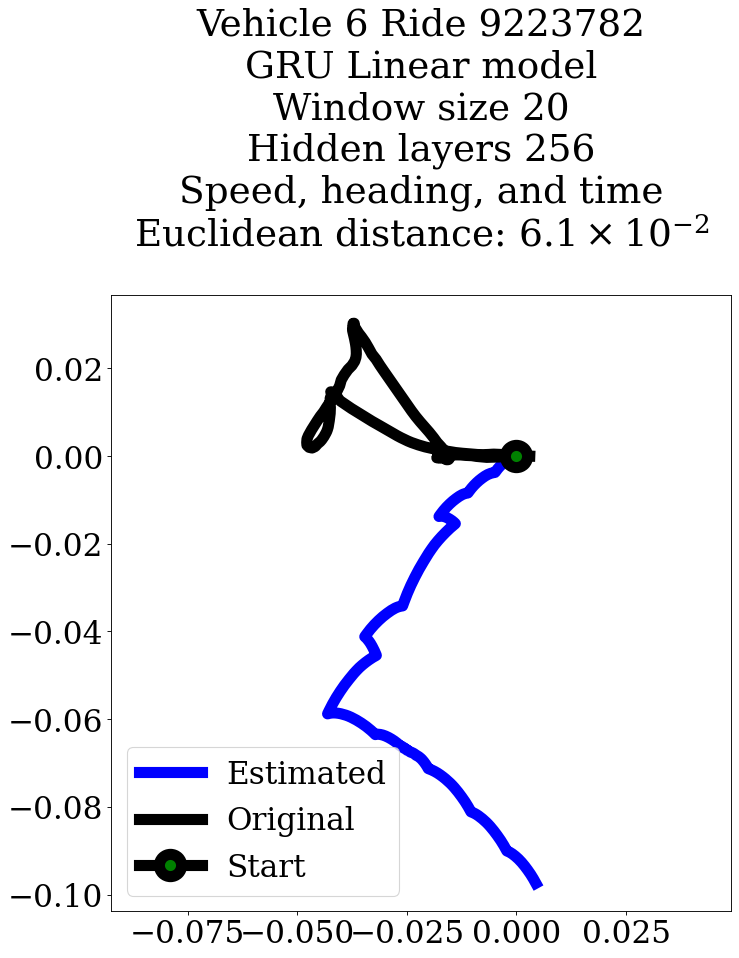 Vehicle 6 Ride 9223782
GRU Linear model
Window size 20
Hidden layers 256
Speed, heading, and time
Euclidean distance: 6.1 × 10⁻²
0.02
0.00
−0.02
−0.04
−0.06
−0.08
−0.10
Estimated
Original
Start
−0.075 −0.050 −0.025 0.000 0.025